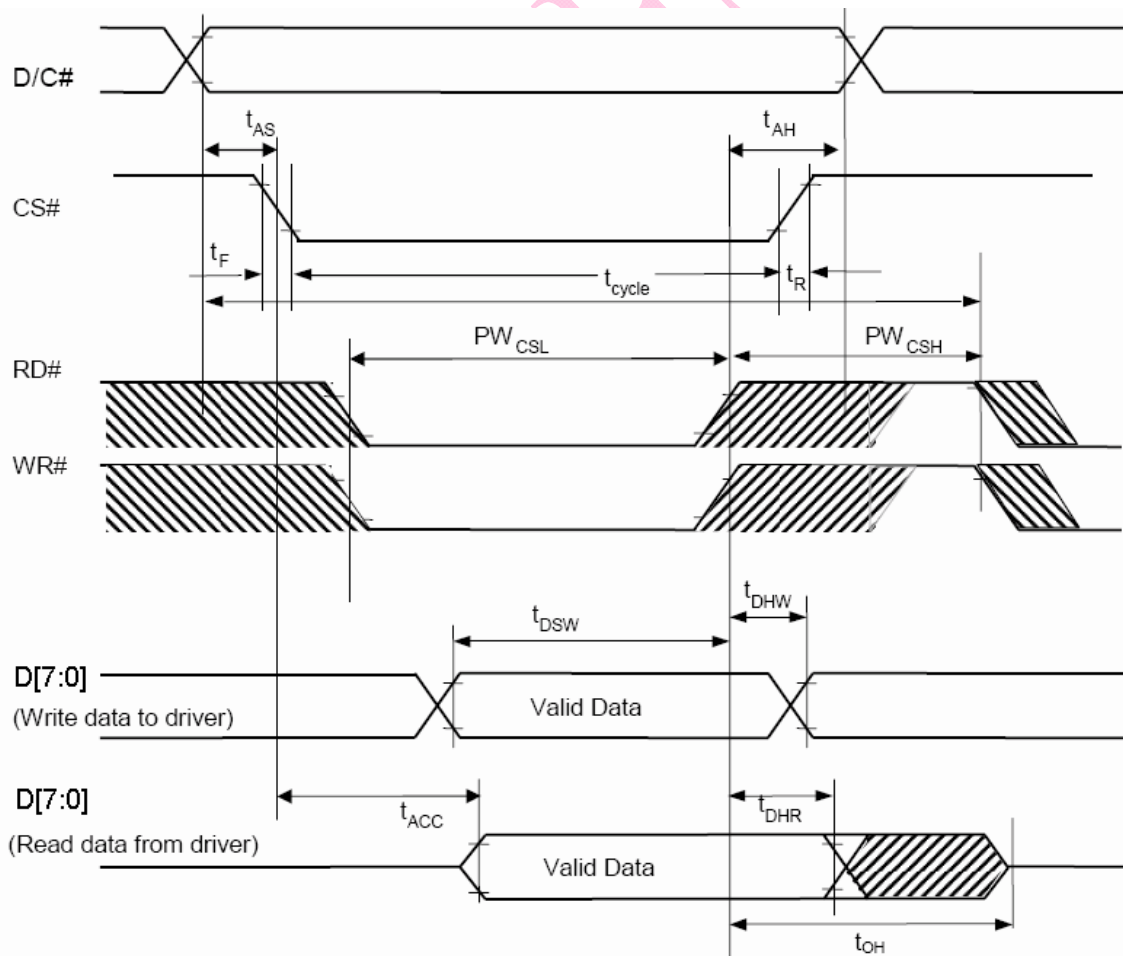 D/C#
tAS
tAH
CS#
tF
tcycle
tR
PWCSL
PWCSH
RD#
WR#
tDSW
tDHW
D[7:0]
(Write data to driver)
Valid Data
D[7:0]
(Read data from driver)
tACC
tDHR
Valid Data
tOH